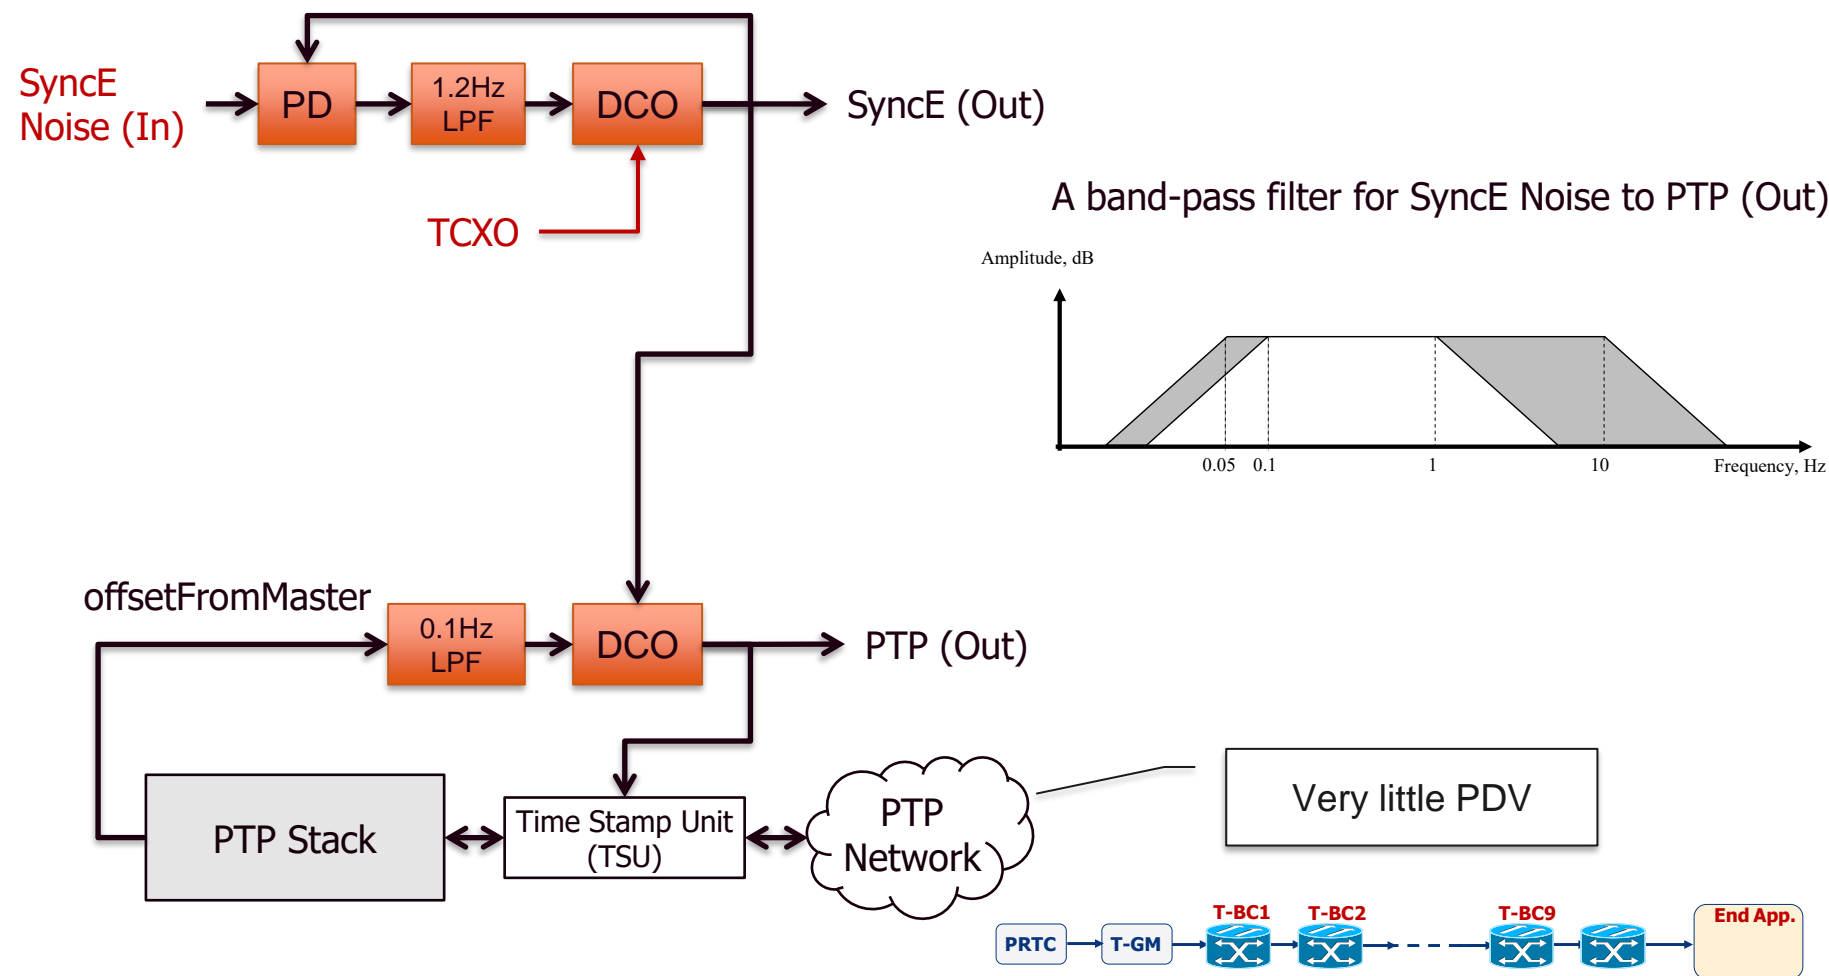 SyncE
Noise (In)
PD
1.2Hz
LPF
DCO
SyncE (Out)
TCXO
A band-pass filter for SyncE Noise to PTP (Out)
Amplitude, dB
0.05 0.1 1 10 Frequency, Hz
offsetFromMaster
0.1Hz
LPF
DCO
PTP (Out)
PTP Stack
Time Stamp Unit
(TSU)
PTP
Network
Very little PDV
PRTC
T-GM
T-BC1
T-BC2
T-BC9
End App.